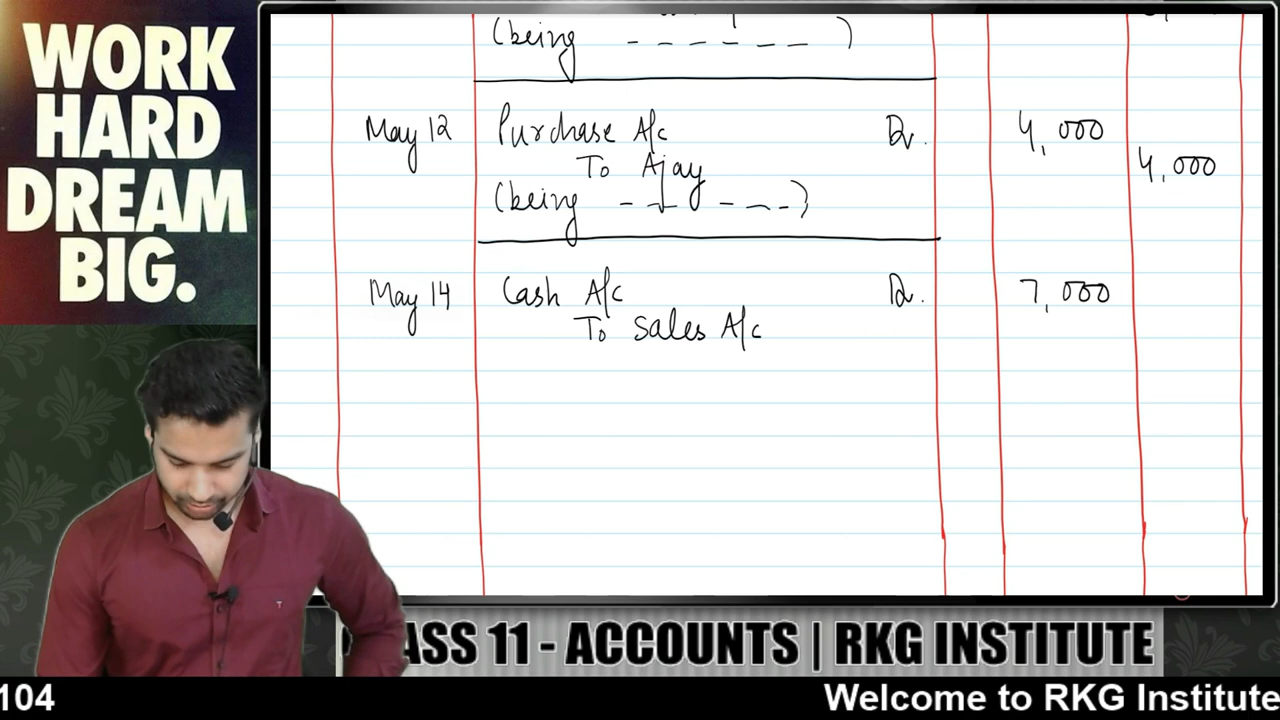 WORK
HARD
DREAM
BIG.
(being - - - - - - )
May 12 Purchase A/c Dr. 4,000
To Ajay 4,000
(being - - - - - -)
May 14 Cash A/c Dr. 7,000
To Sales A/c
ASS 11 - ACCOUNTS | RKG INSTITUTE
104 Welcome to RKG Institute